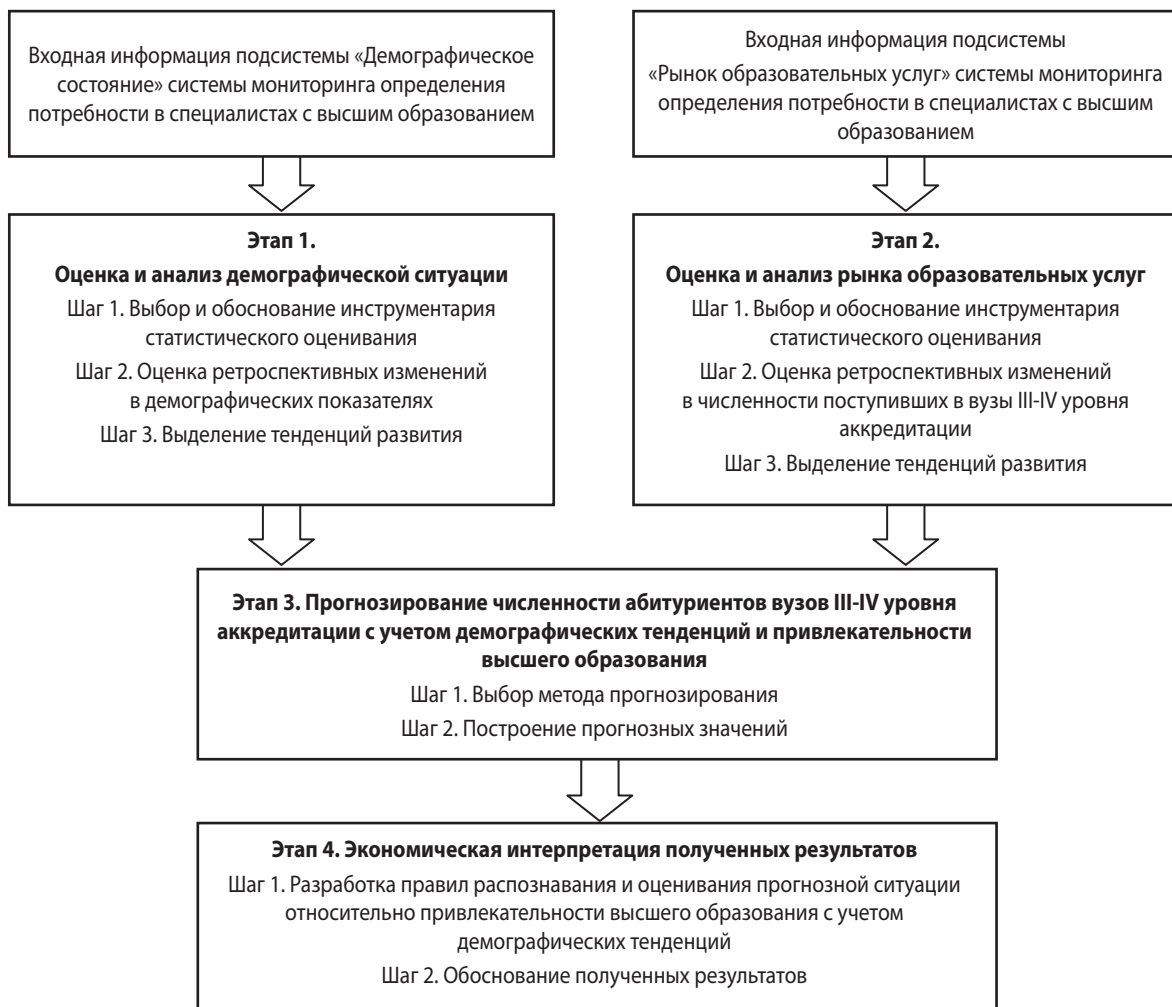 Входная информация подсистемы «Демографическое
состояние» системы мониторинга определения
потребности в специалистах с высшим образованием
Входная информация подсистемы
«Рынок образовательных услуг» системы мониторинга
определения потребности в специалистах с высшим
образованием
Этап 1.
Оценка и анализ демографической ситуации
Шаг 1. Выбор и обоснование инструментария
статистического оценивания
Шаг 2. Оценка ретроспективных изменений
в демографических показателях
Шаг 3. Выделение тенденций развития
Этап 2.
Оценка и анализ рынка образовательных услуг
Шаг 1. Выбор и обоснование инструментария
статистического оценивания
Шаг 2. Оценка ретроспективных изменений
в численности поступивших в вузы III-IV уровня
аккредитации
Шаг 3. Выделение тенденций развития
Этап 3. Прогнозирование численности абитуриентов вузов III-IV уровня
аккредитации с учетом демографических тенденций и привлекательности
высшего образования
Шаг 1. Выбор метода прогнозирования
Шаг 2. Построение прогнозных значений
Этап 4. Экономическая интерпретация полученных результатов
Шаг 1. Разработка правил распознавания и оценивания прогнозной ситуации
относительно привлекательности высшего образования с учетом
демографических тенденций
Шаг 2. Обоснование полученных результатов